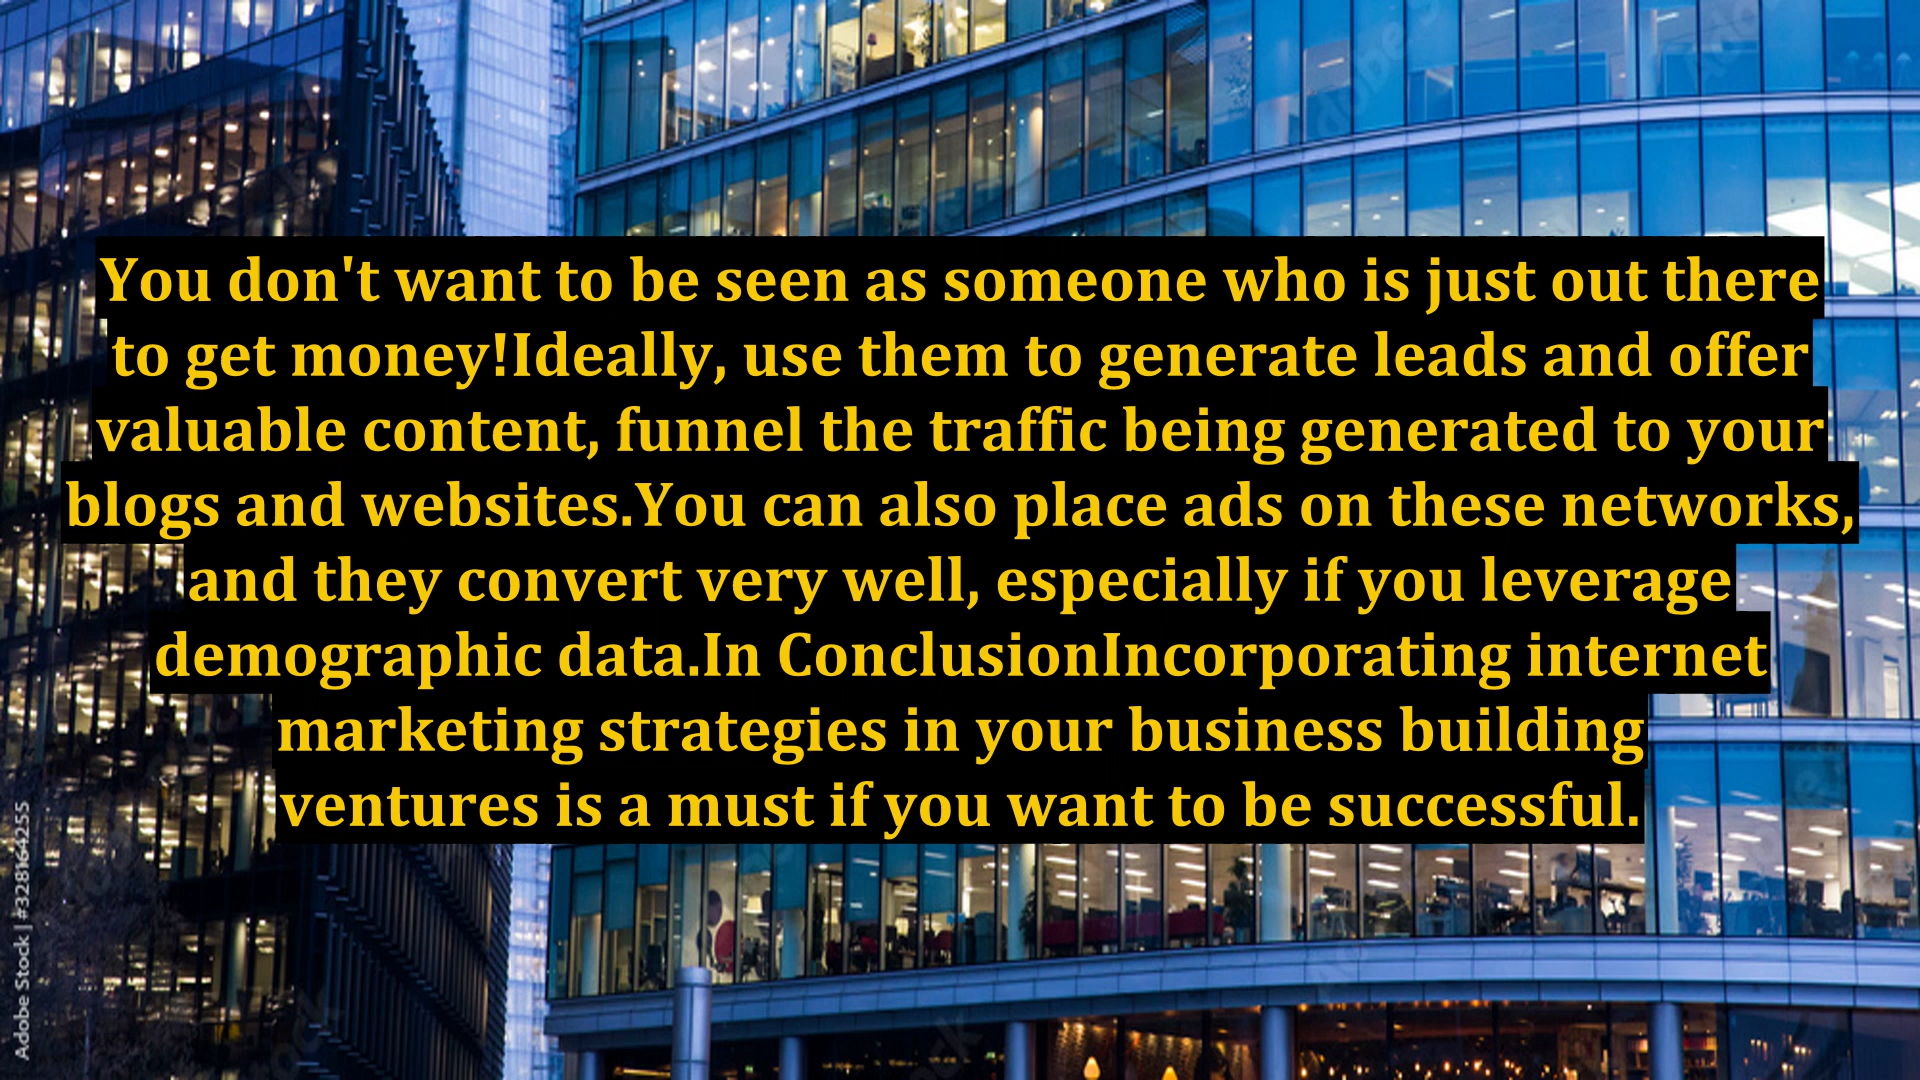 You don't want to be seen as someone who is just out there
to get money!Ideally, use them to generate leads and offer
valuable content, funnel the traffic being generated to your
blogs and websites.You can also place ads on these networks,
and they convert very well, especially if you leverage
demographic data.In ConclusionIncorporating internet
marketing strategies in your business building
ventures is a must if you want to be successful.
Adobe Stock | #328164255